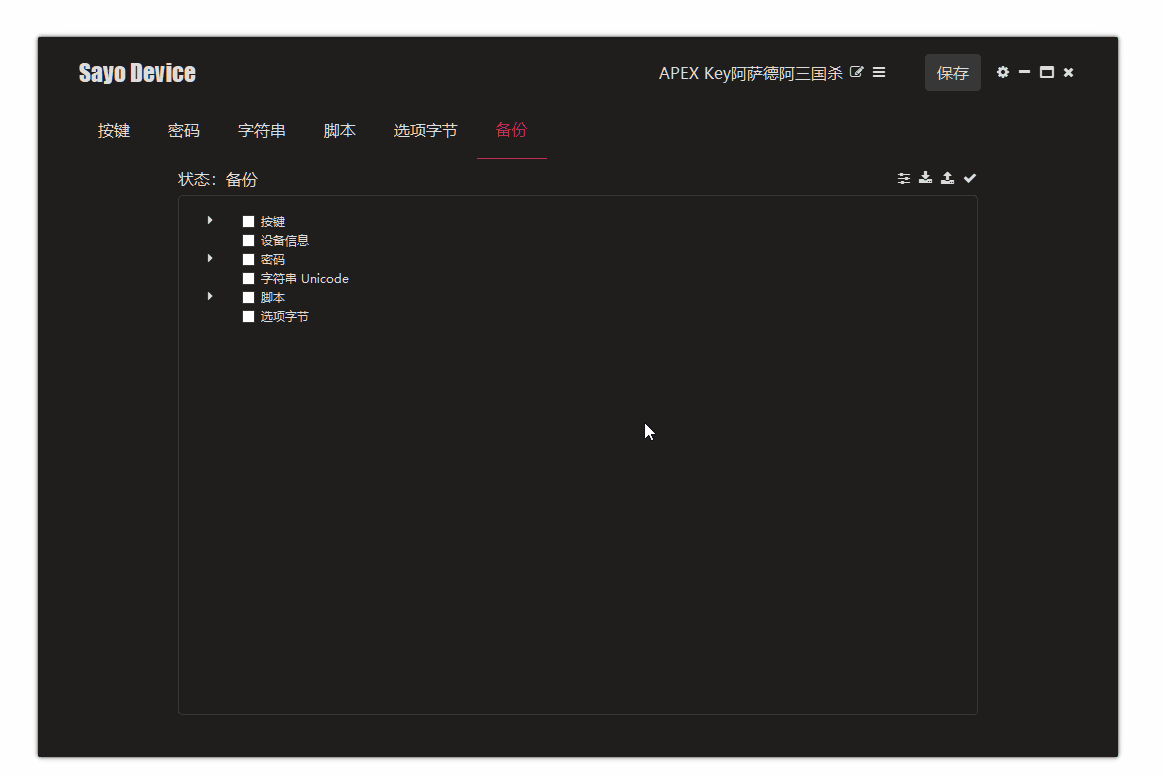 Sayo Device
APEX Key阿萨德阿三国杀
保存
按键 密码 字符串 脚本 选项字节 备份
状态：备份
按键
设备信息
密码
字符串 Unicode
脚本
选项字节